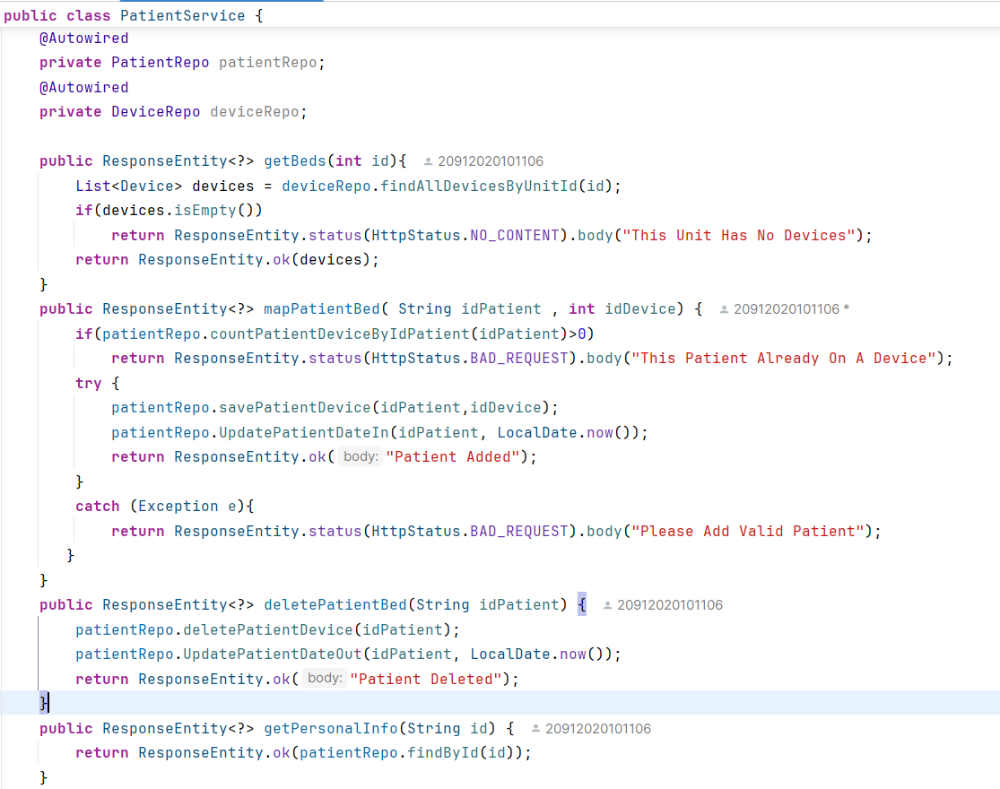 public class PatientService {
@Autowired
private PatientRepo patientRepo;
@Autowired
private DeviceRepo deviceRepo;
public ResponseEntity<?> getBeds(int id){ 20912020101106
List<Device> devices = deviceRepo.findAllDevicesByUnitId(id);
if(devices.isEmpty())
return ResponseEntity.status(HttpStatus.NO_CONTENT).body("This Unit Has No Devices");
return ResponseEntity.ok(devices);
}
public ResponseEntity<?> mapPatientBed( String idPatient , int idDevice) { 20912020101106 *
if(patientRepo.countPatientDeviceByIdPatient(idPatient)>0)
return ResponseEntity.status(HttpStatus.BAD_REQUEST).body("This Patient Already On A Device");
try {
patientRepo.savePatientDevice(idPatient,idDevice);
patientRepo.UpdatePatientDateIn(idPatient, LocalDate.now());
return ResponseEntity.ok( body: "Patient Added");
}
catch (Exception e){
return ResponseEntity.status(HttpStatus.BAD_REQUEST).body("Please Add Valid Patient");
}
}
public ResponseEntity<?> deletePatientBed(String idPatient) { 20912020101106
patientRepo.deletePatientDevice(idPatient);
patientRepo.UpdatePatientDateOut(idPatient, LocalDate.now());
return ResponseEntity.ok( body: "Patient Deleted");
}
public ResponseEntity<?> getPersonalInfo(String id) { 20912020101106
return ResponseEntity.ok(patientRepo.findById(id));
}